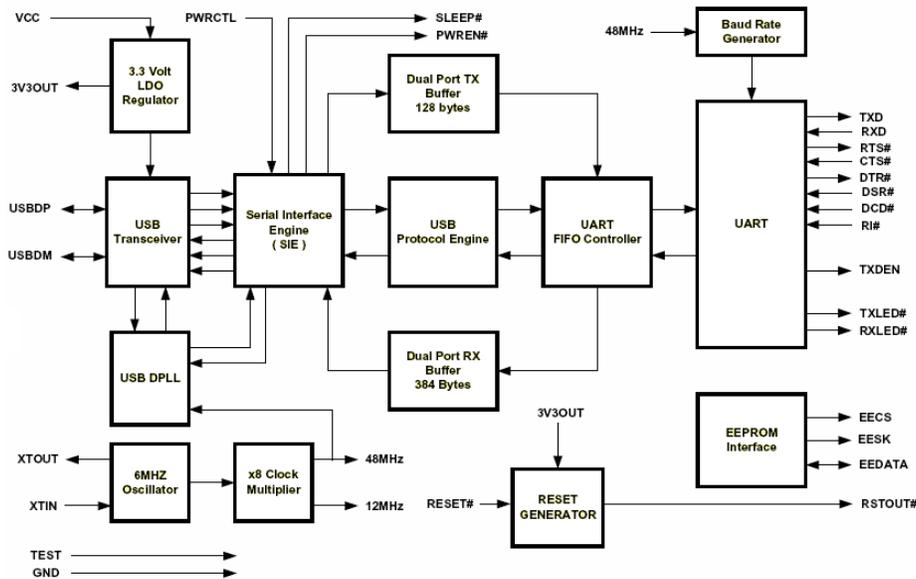 VCC
PWRCTL
SLEEP#
PWREN#
48MHz
Baud Rate
Generator
3.3 Volt
LDO
Regulator
3V3OUT
Dual Port TX
Buffer
128 bytes
TXD
RXD
RTS#
CTS#
DTR#
DSR#
DCD#
RI#
TXDEN
TXLED#
RXLED#
USBDP
USBDM
USB
Transceiver
Serial Interface
Engine
( SIE )
USB
Protocol Engine
UART
FIFO Controller
UART
USB DPLL
Dual Port RX
Buffer
384 Bytes
3V3OUT
EEPROM
Interface
EECS
EESK
EEDATA
XTOUT
XTIN
6MHZ
Oscillator
x8 Clock
Multiplier
48MHz
12MHz
RESET#
RESET
GENERATOR
RSTOUT#
TEST
GND